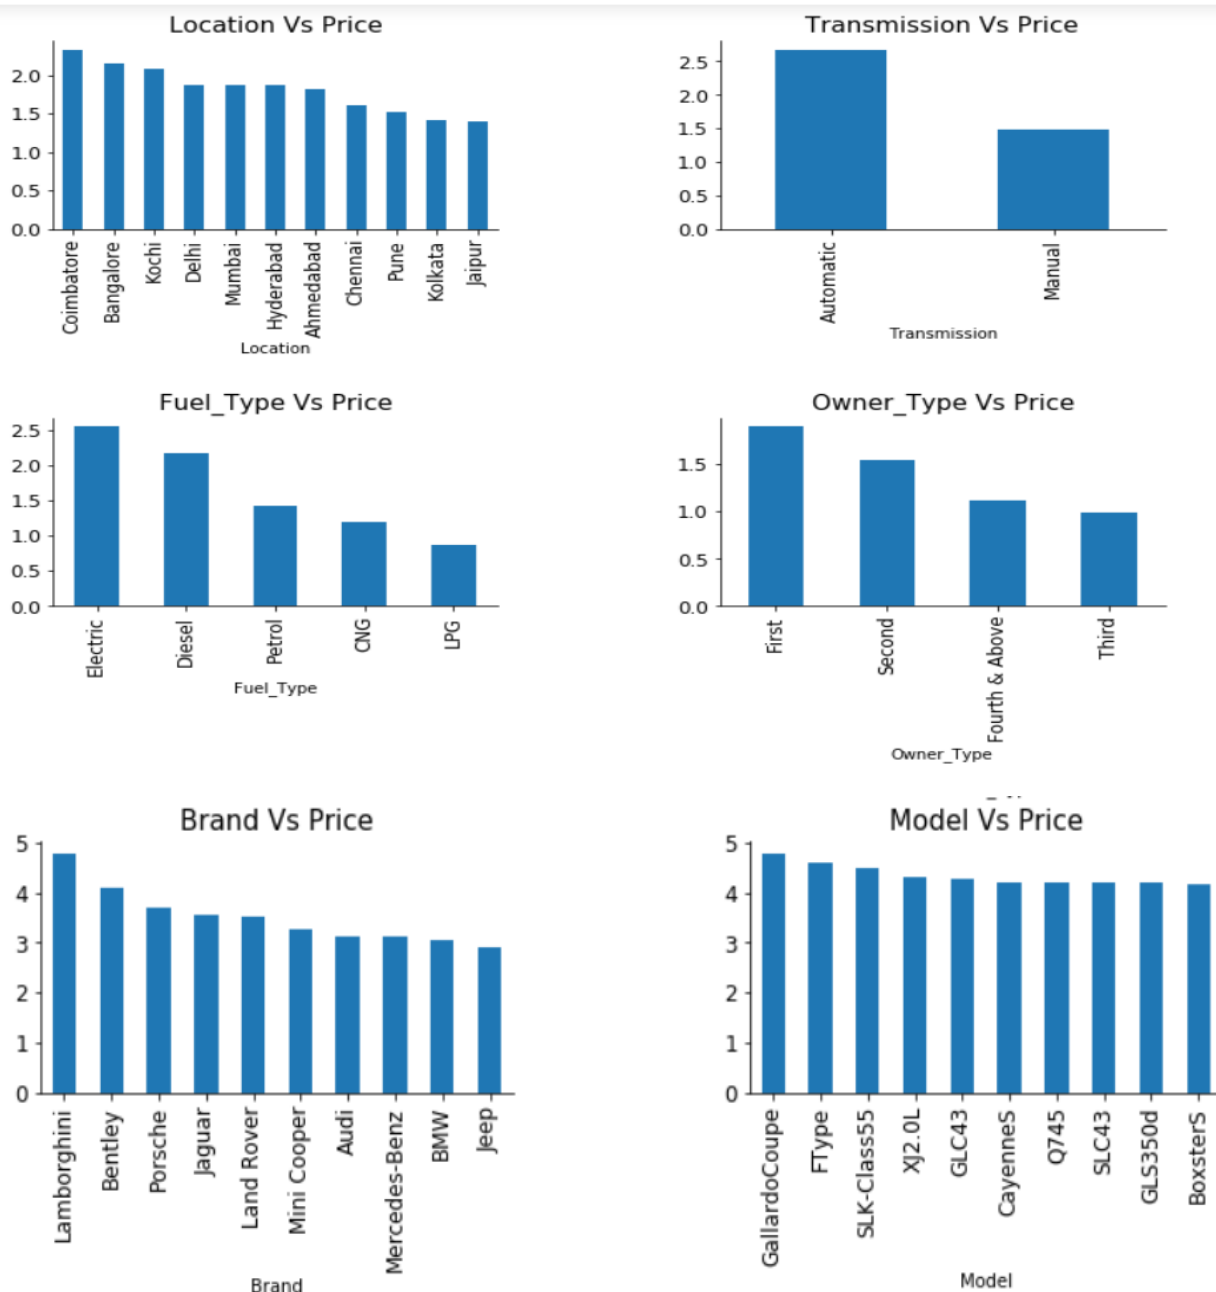 Location Vs Price
2.0
1.5
1.0
0.5
0.0
Coimbatore
Bangalore
Kochi
Delhi
Mumbai
Hyderabad
Ahmedabad
Chennai
Pune
Kolkata
Jaipur
Location
Transmission Vs Price
2.5
2.0
1.5
1.0
0.5
0.0
Automatic
Manual
Transmission
Fuel_Type Vs Price
2.5
2.0
1.5
1.0
0.5
0.0
Electric
Diesel
Petrol
CNG
LPG
Fuel_Type
Owner_Type Vs Price
1.5
1.0
0.5
0.0
First
Second
Fourth & Above
Third
Owner_Type
Brand Vs Price
5
4
3
2
1
0
Lamborghini
Bentley
Porsche
Jaguar
Land Rover
Mini Cooper
Audi
Mercedes-Benz
BMW
Jeep
Brand
Model Vs Price
5
4
3
2
1
0
GallardoCoupe
FType
SLK-Class55
XJ2.0L
GLC43
CayenneS
Q745
SLC43
GLS350d
BoxsterS
Model